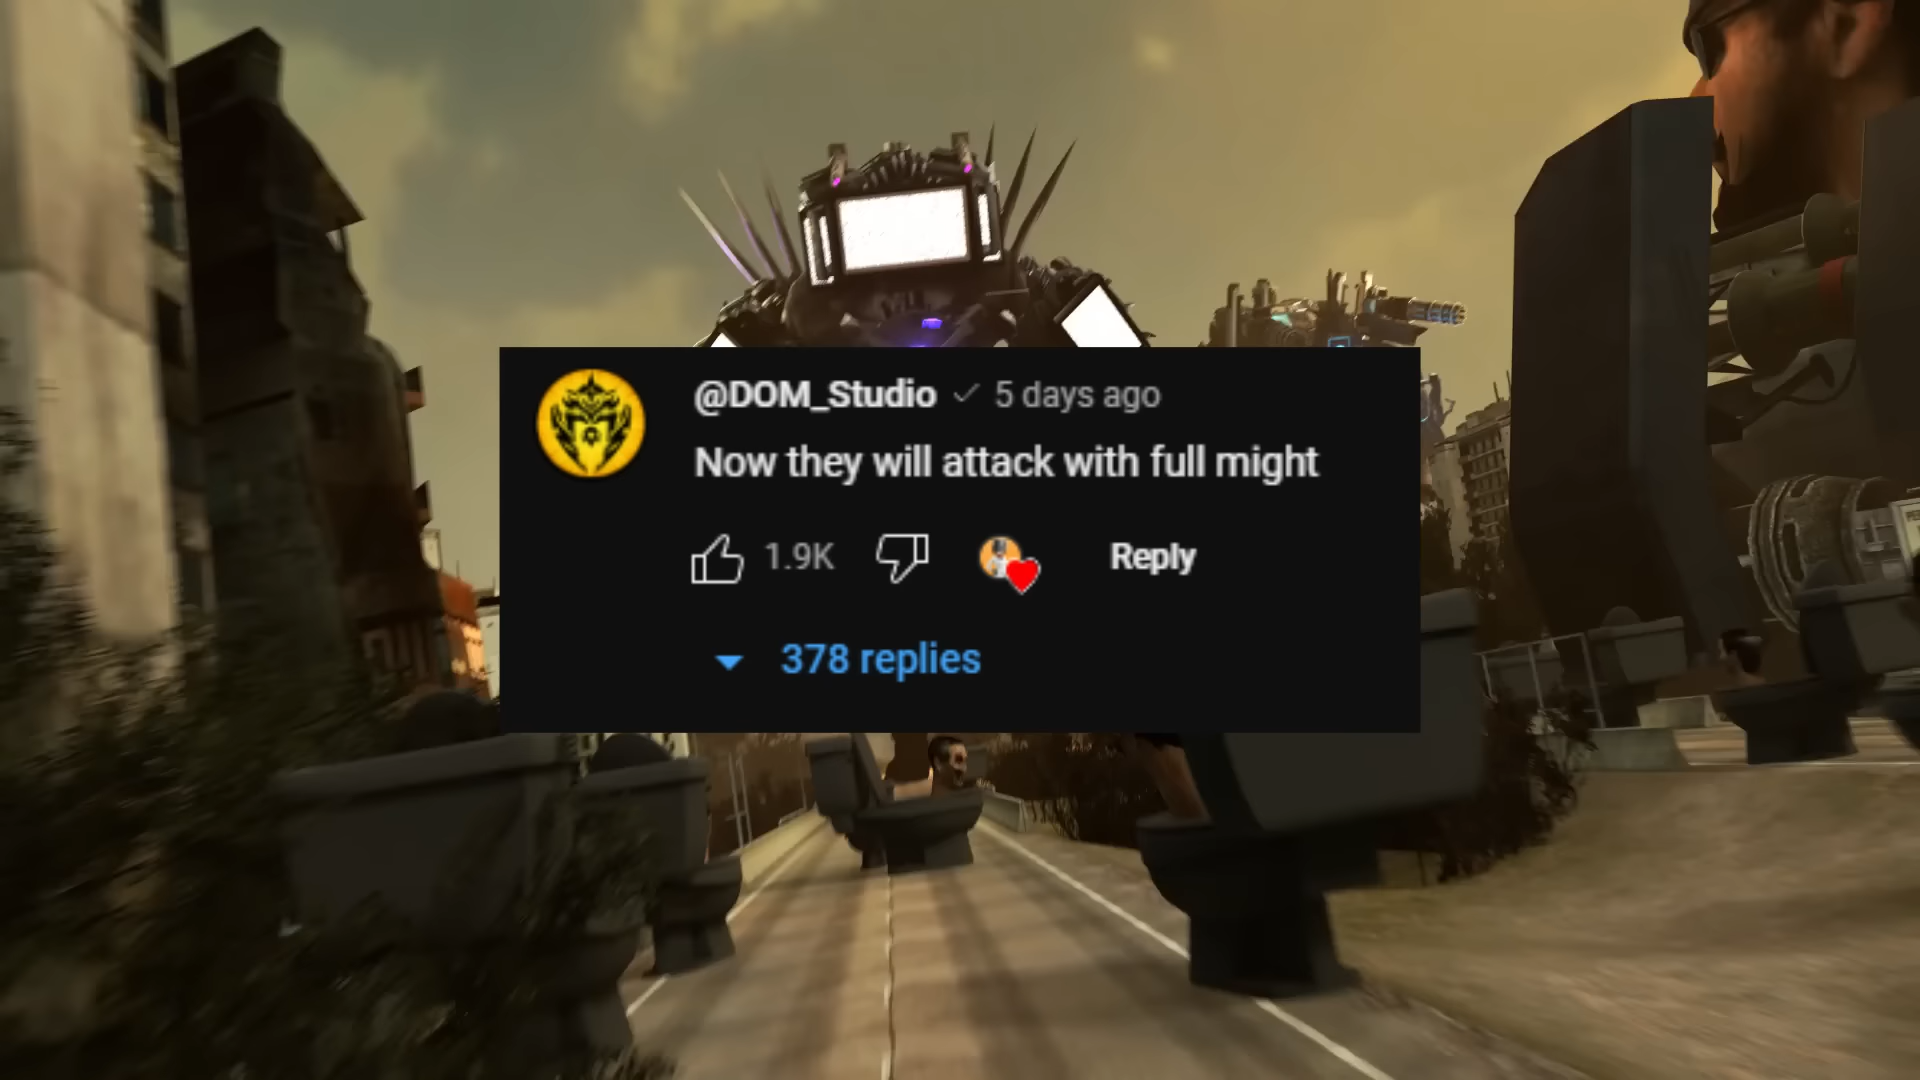 @DOM_Studio 5 days ago
Now they will attack with full might
1.9K Reply
378 replies